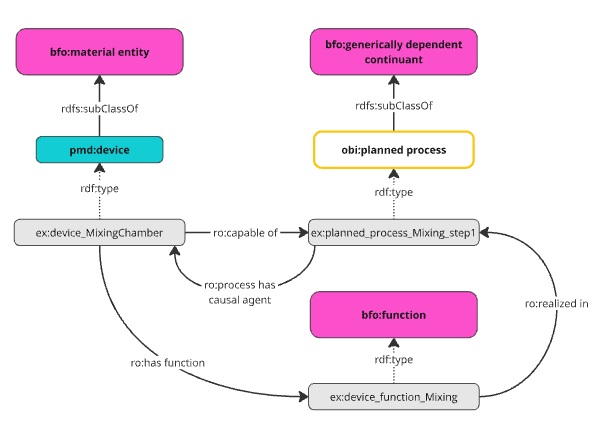 bfo:material entity
bfo:generically dependent
continuant
rdfs:subClassOf
rdfs:subClassOf
pmd:device
obi:planned process
rdf:type
rdf:type
ex:device_MixingChamber
ro:capable of
ex:planned_process_Mixing_step1
ro:process has
causal agent
ro:realized in
bfo:function
rdf:type
ro:has function
ex:device_function_Mixing